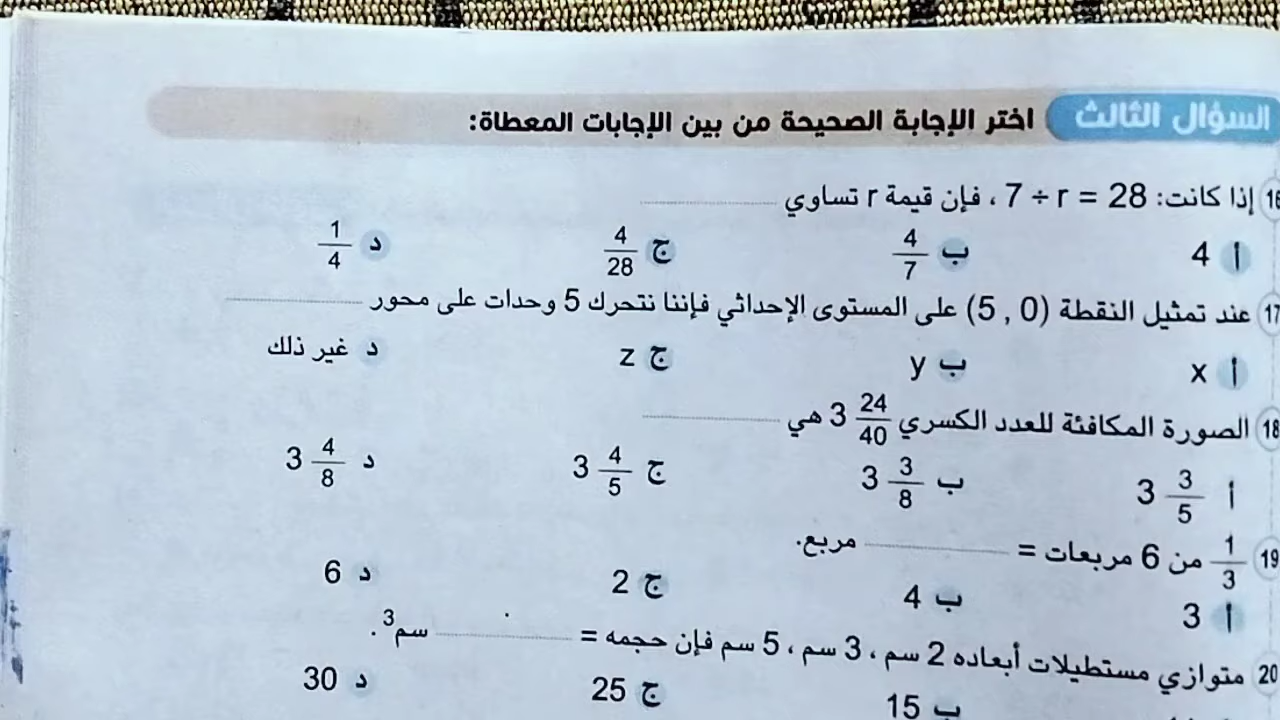 السؤال الثالث اختر الإجابة الصحيحة من بين الإجابات المعطاة:
16 إذا كانت: 7 ÷ r = 28 ، فإن قيمة r تساوي ..........
أ 4 ب 4/7 ج 4/28 د 1/4
17 عند تمثيل النقطة (5 , 0) على المستوى الإحداثي فإننا نتحرك 5 وحدات على محور ..........
أ x ب y ج z د غير ذلك
18 الصورة المكافئة للعدد الكسري 3 24/40 هي ..........
أ 3 3/5 ب 3 3/8 ج 3 4/5 د 3 4/8
19 1/3 من 6 مربعات = .......... مربع.
أ 3 ب 4 ج 2 د 6
20 متوازي مستطيلات أبعاده 2 سم ، 3 سم ، 5 سم فإن حجمه = .......... سم³.
ب 15 ج 25 د 30